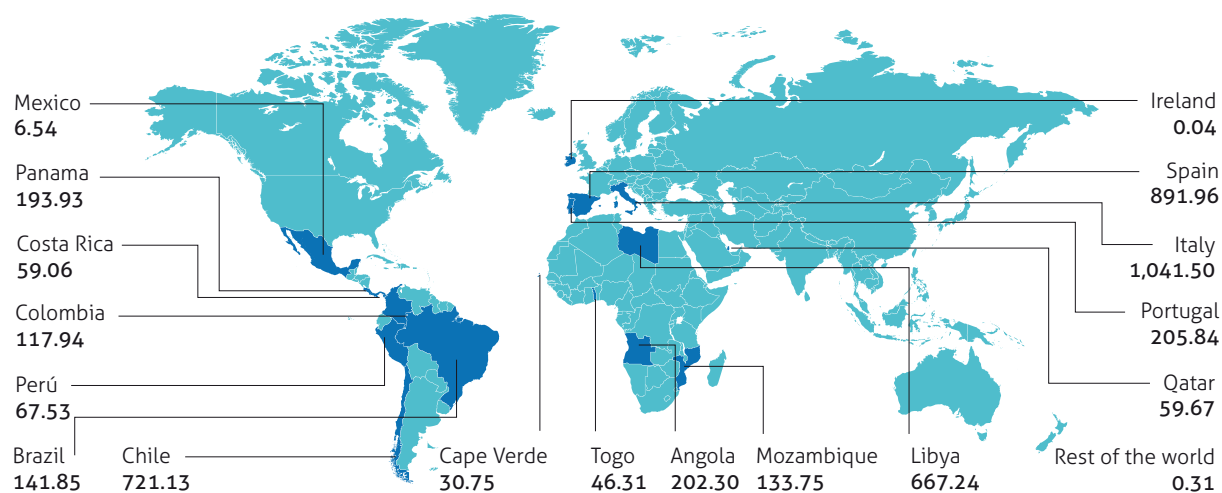 Mexico
6.54
Panama
193.93
Costa Rica
59.06
Colombia
117.94
Perú
67.53
Brazil
141.85
Chile
721.13
Cape Verde
30.75
Togo
46.31
Angola
202.30
Mozambique
133.75
Libya
667.24
Ireland
0.04
Spain
891.96
Italy
1,041.50
Portugal
205.84
Qatar
59.67
Rest of the world
0.31